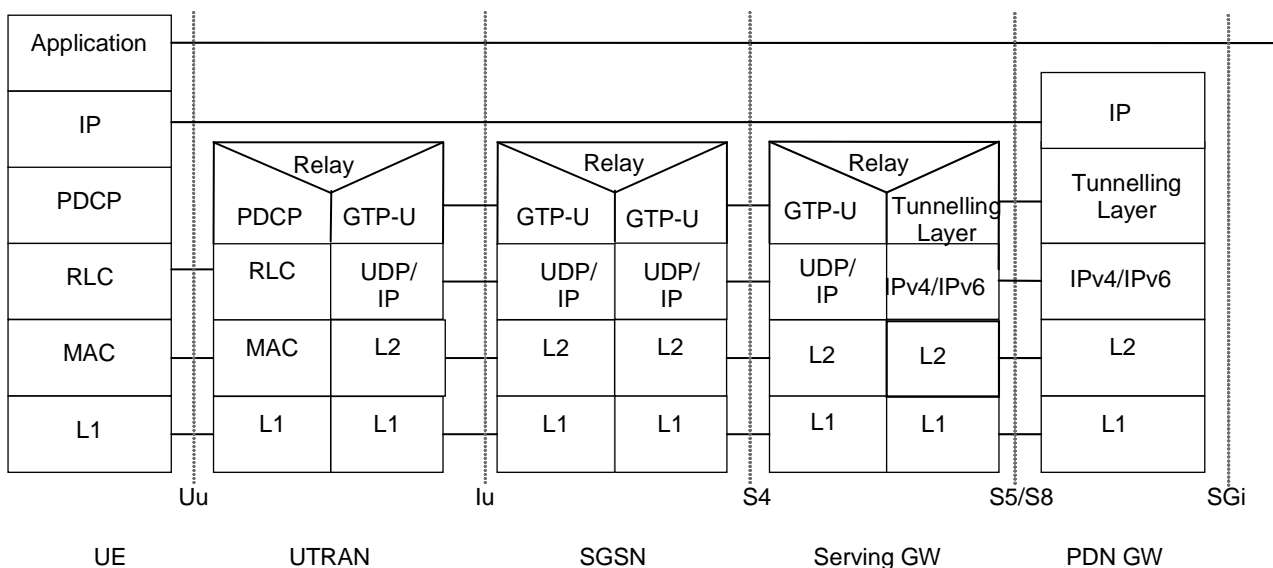 Application
IP
PDCP
RLC
MAC
L1
Relay
PDCP
GTP-U
RLC
UDP/
IP
MAC
L2
L1
L1
Relay
GTP-U
GTP-U
UDP/
IP
UDP/
IP
L2
L2
L1
L1
Relay
GTP-U
Tunnelling
Layer
UDP/
IP
IPv4/IPv6
L2
L2
L1
L1
IP
Tunnelling
Layer
IPv4/IPv6
L2
L1
Uu
Iu
S4
S5/S8
SGi
UE
UTRAN
SGSN
Serving GW
PDN GW